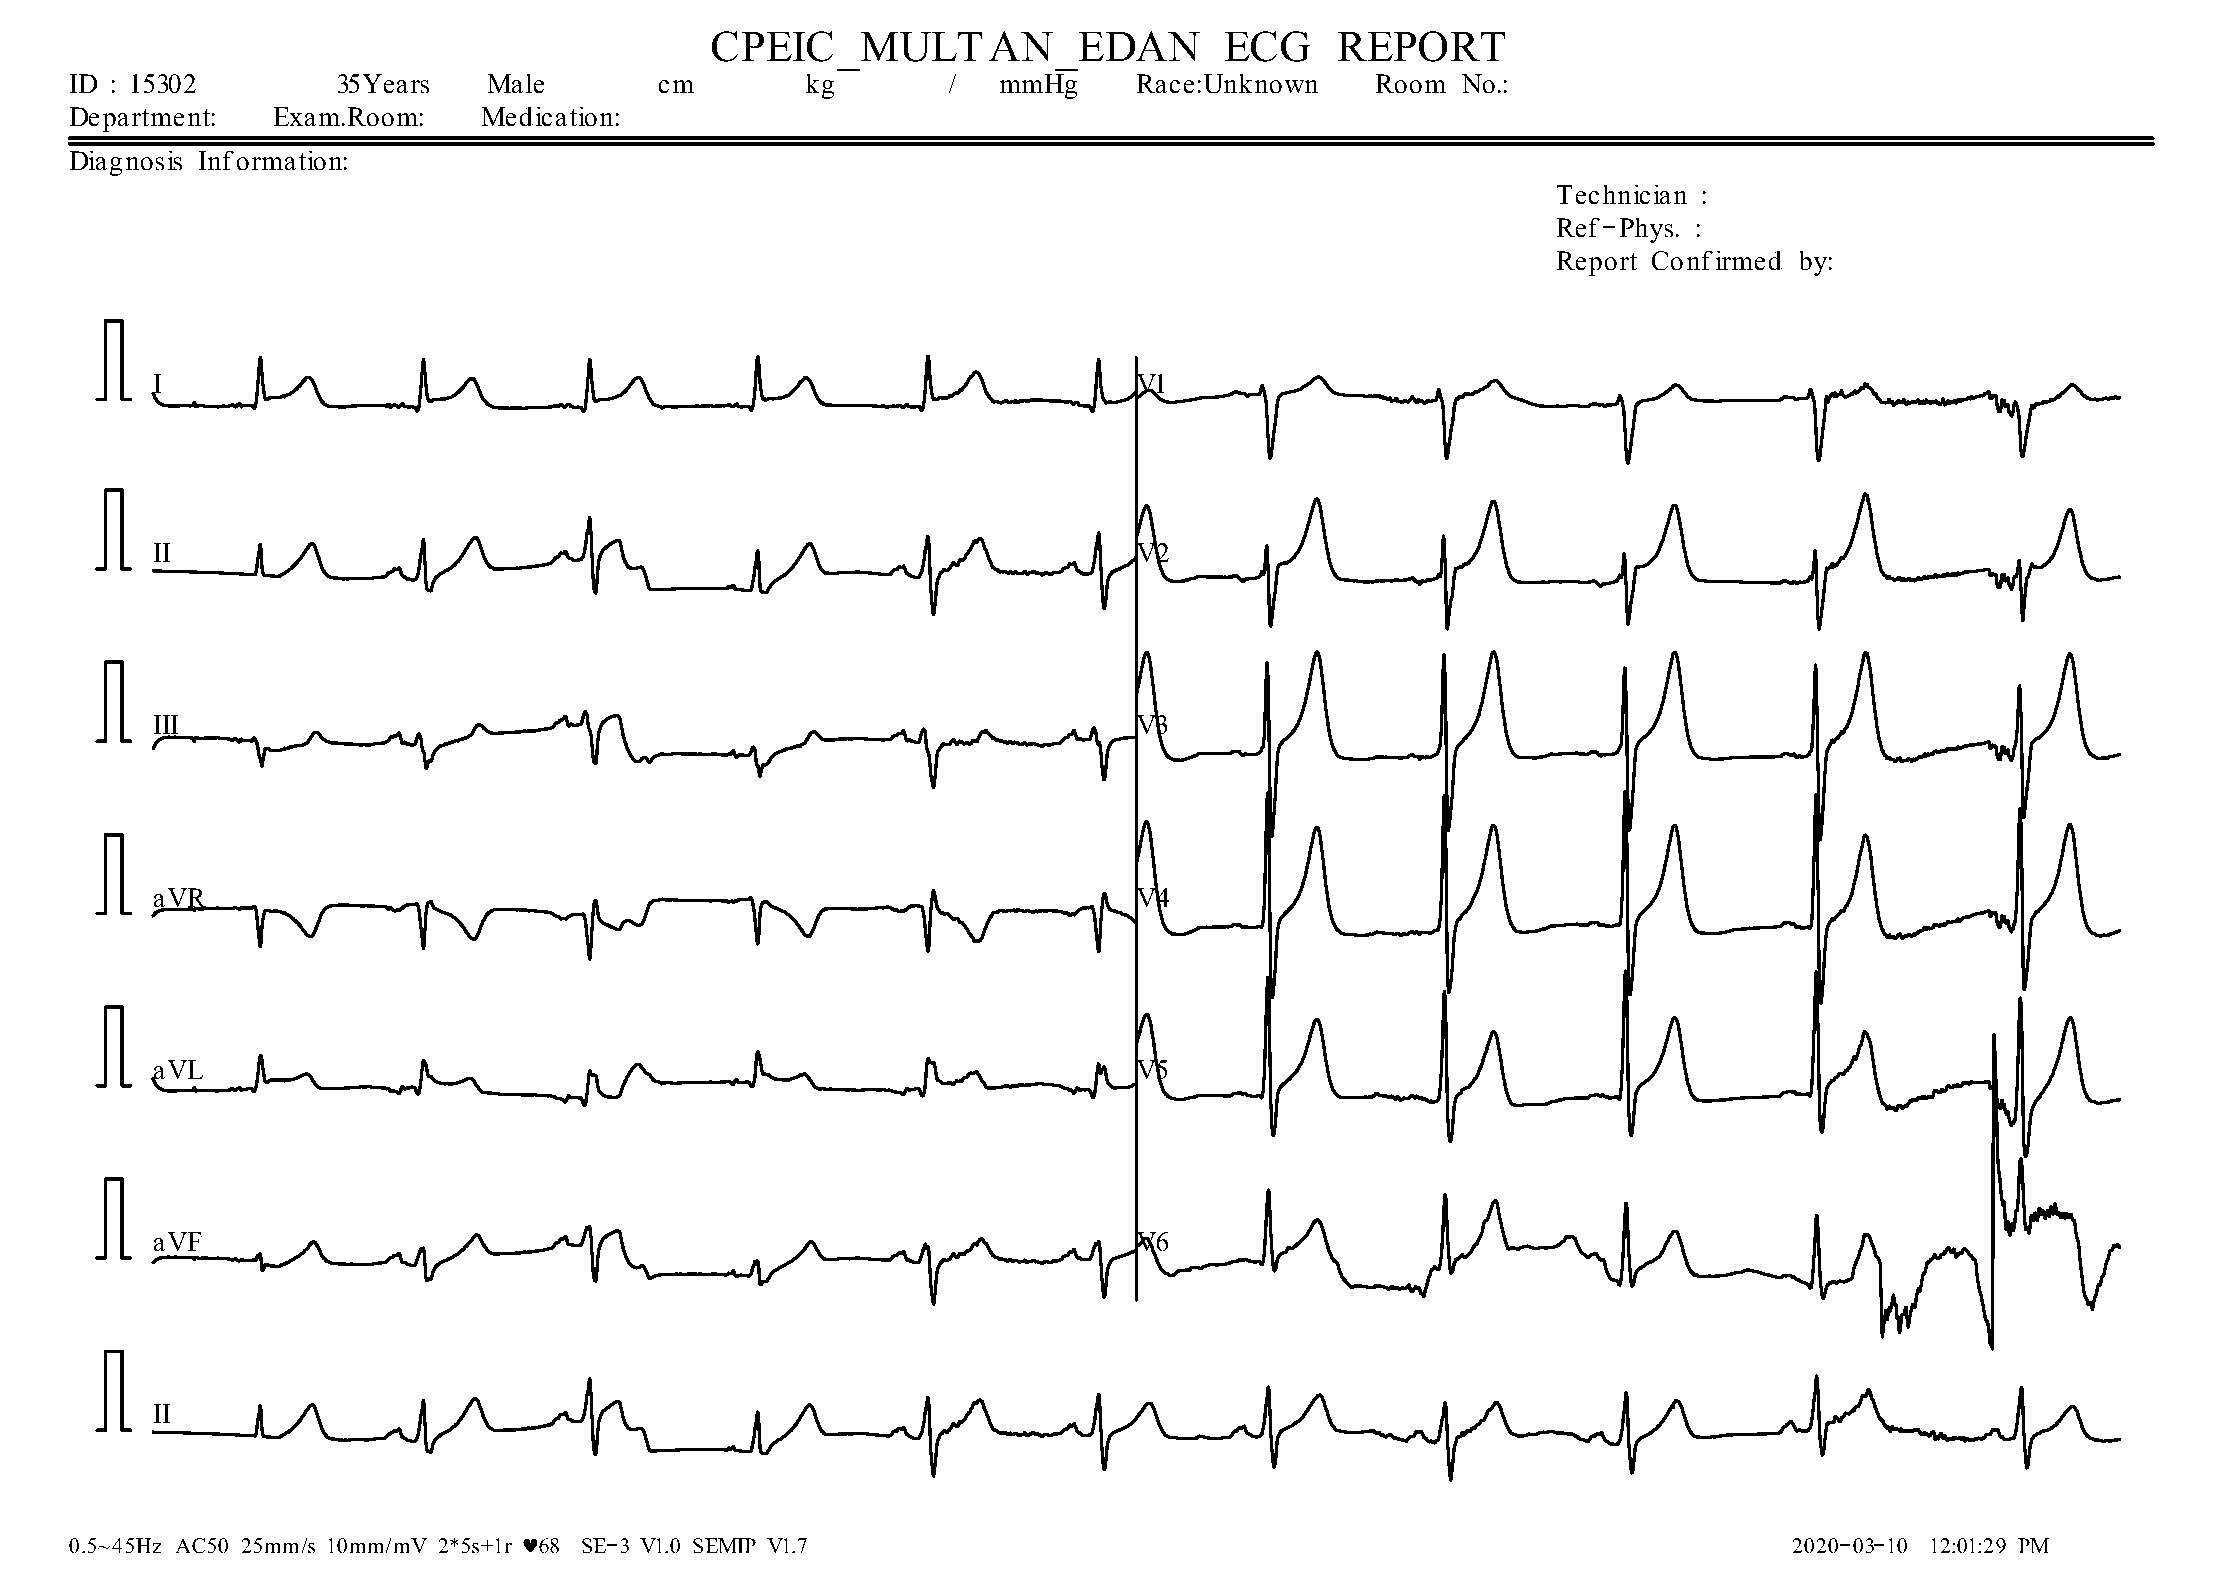 CPEIC_MULTAN_EDAN ECG REPORT
ID : 15302 35Years Male cm kg / mmHg Race:Unknown Room No.:
Department: Exam.Room: Medication:
Diagnosis Information:
Technician :
Ref-Phys. :
Report Confirmed by:
I V1
II V2
III V3
aVR V4
aVL V5
aVF V6
II
0.5~45Hz AC50 25mm/s 10mm/mV 2*5s+1r ♥68 SE-3 V1.0 SEMIP V1.7 2020-03-10 12:01:29 PM